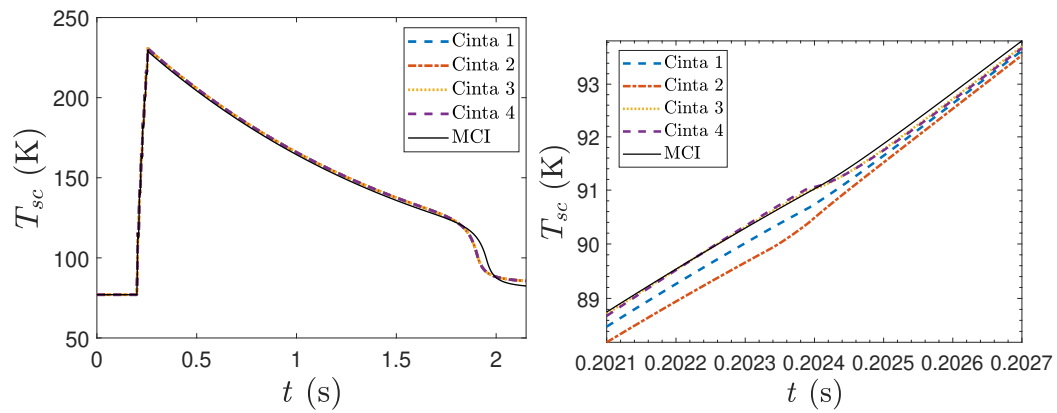 250
200
150
100
50
T_sc (K)
0
0.5
1
1.5
2
t (s)
Cinta 1
Cinta 2
Cinta 3
Cinta 4
MCI
93
92
91
90
89
T_sc (K)
0.2021
0.2022
0.2023
0.2024
0.2025
0.2026
0.2027
t (s)
Cinta 1
Cinta 2
Cinta 3
Cinta 4
MCI